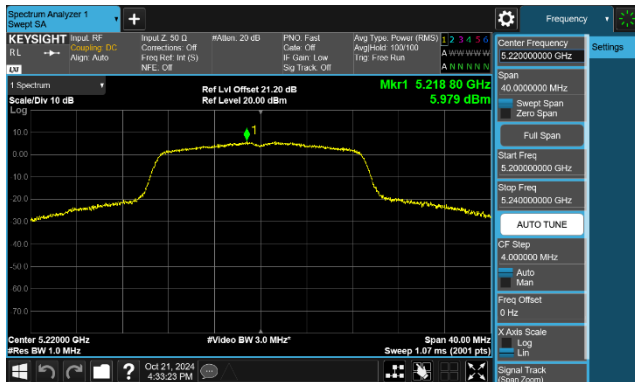 Spectrum Analyzer 1
Swept SA
+
Frequency
KEYSIGHT
RL
LXI
Input: RF
Coupling: DC
Align: Auto
Input Z: 50 Ω
Corrections: Off
Freq Ref: Int (S)
NFE: Off
#Atten: 20 dB
PNO: Fast
Gate: Off
IF Gain: Low
Sig Track: Off
Avg Type: Power (RMS)
Avg|Hold: 100/100
Trig: Free Run
1 2 3 4 5 6
A W W W W W
A N N N N N
1 Spectrum
Scale/Div 10 dB
Log
Ref Lvl Offset 21.20 dB
Ref Level 20.00 dBm
Mkr1 5.218 80 GHz
5.979 dBm
10.0
0.00
-10.0
-20.0
-30.0
-40.0
-50.0
-60.0
-70.0
1
Center 5.22000 GHz
#Res BW 1.0 MHz
#Video BW 3.0 MHz*
Span 40.00 MHz
Sweep 1.07 ms (2001 pts)
Oct 21, 2024
4:33:23 PM
?
Settings
Center Frequency
5.220000000 GHz
Span
40.0000000 MHz
Swept Span
Zero Span
Full Span
Start Freq
5.200000000 GHz
Stop Freq
5.240000000 GHz
AUTO TUNE
CF Step
4.000000 MHz
Auto
Man
Freq Offset
0 Hz
X Axis Scale
Log
Lin
Signal Track
(Span Zoom)